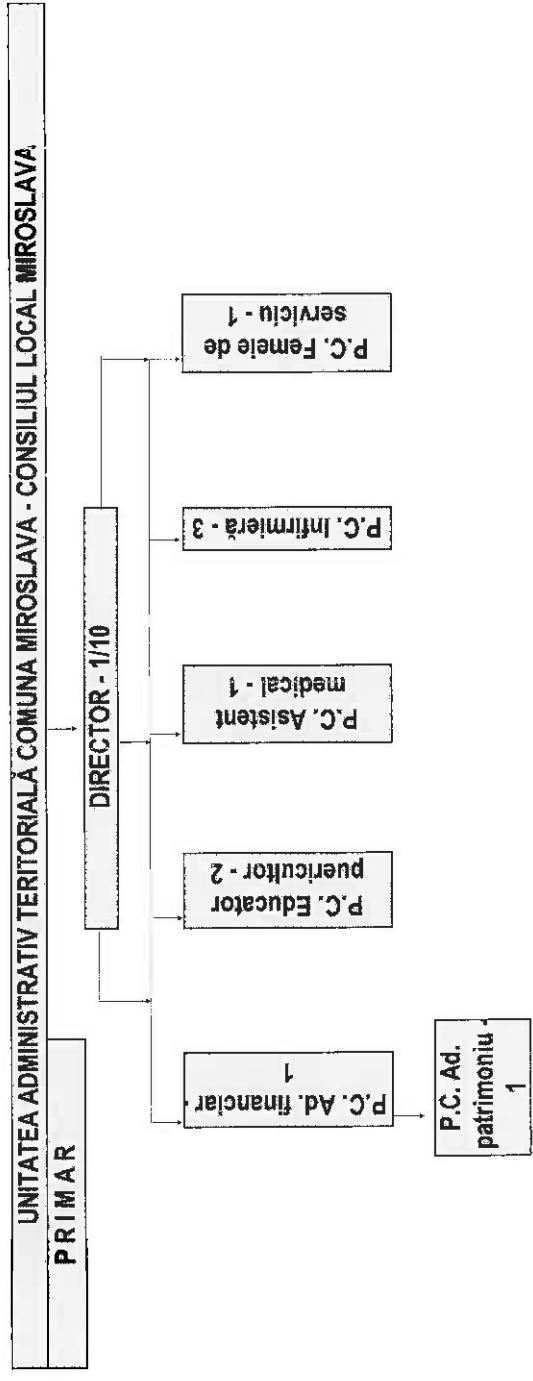 UNITATEA ADMINISTRATIV TERITORIALĂ COMUNA MIROSLAVA - CONSILIUL LOCAL MIROSLAVA
P R I M A R
DIRECTOR - 1/10
P.C. Ad. financiar -
1
P.C. Educator
puericultor - 2
P.C. Asistent
medical - 1
P.C. Infirmieră - 3
P.C. Femeie de
serviciu - 1
P.C. Ad.
patrimoniu -
1